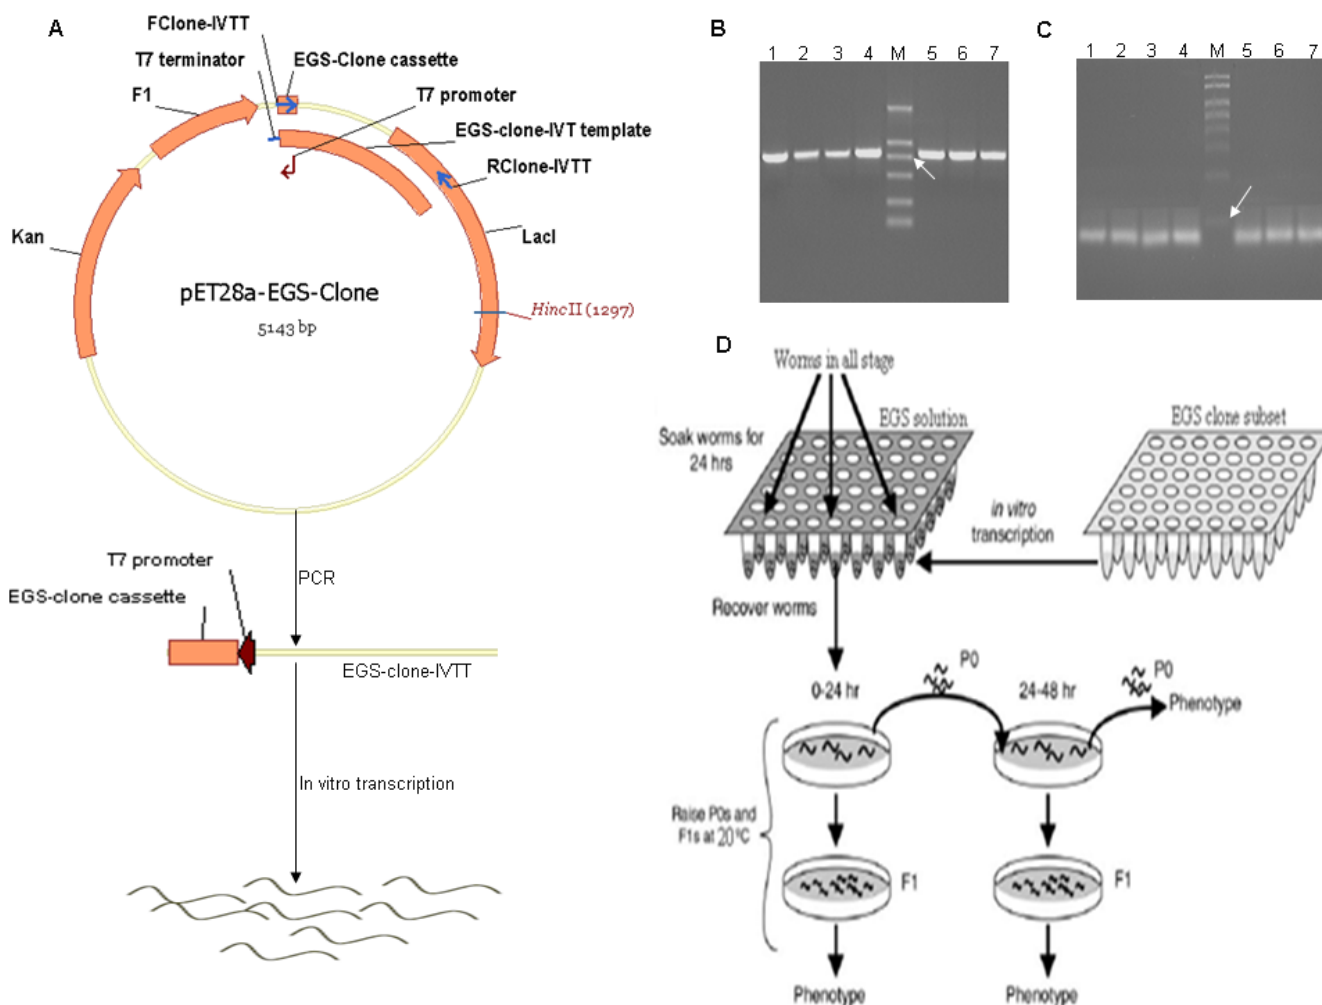 A
FClone-IVTT
T7 terminator
EGS-Clone cassette
F1
T7 promoter
EGS-clone-IVT template
RClone-IVTT
Kan
LacI
pET28a-EGS-Clone
5143 bp
HincII (1297)
PCR
T7 promoter
EGS-clone cassette
EGS-clone-IVTT
In vitro transcription
B
1 2 3 4 M 5 6 7
C
1 2 3 4 M 5 6 7
D
Worms in all stage
EGS solution
EGS clone subset
Soak worms for
24 hrs
in vitro
transcription
Recover worms
P0
P0
0-24 hr
24-48 hr
Phenotype
Raise P0s and
F1s at 20 ºC
F1
F1
Phenotype
Phenotype